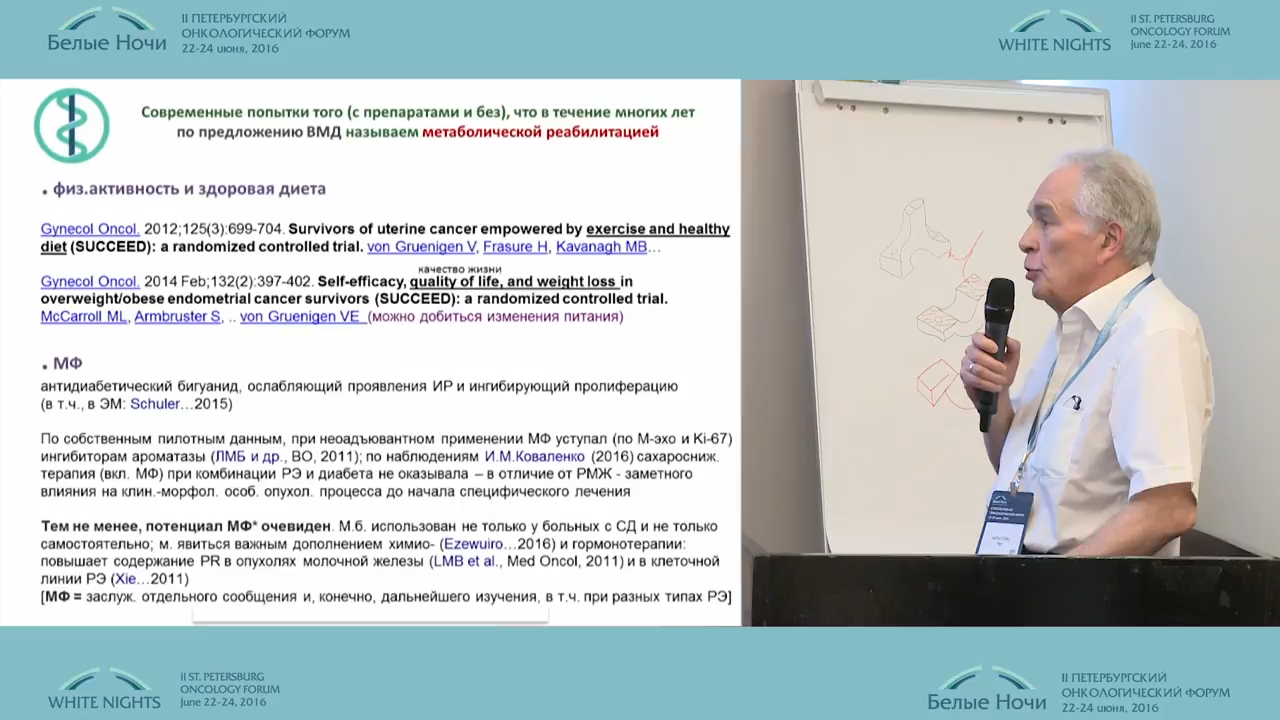 Белые Ночи
II ПЕТЕРБУРГСКИЙ
ОНКОЛОГИЧЕСКИЙ ФОРУМ
22-24 июня, 2016
WHITE NIGHTS
II ST. PETERSBURG
ONCOLOGY FORUM
June 22-24, 2016
Современные попытки того (с препаратами и без), что в течение многих лет
по предложению ВМД называем метаболической реабилитацией
. физ.активность и здоровая диета
Gynecol Oncol. 2012;125(3):699-704. Survivors of uterine cancer empowered by exercise and healthy
diet (SUCCEED): a randomized controlled trial. von Gruenigen V, Frasure H, Kavanagh MB...
качество жизни
Gynecol Oncol. 2014 Feb;132(2):397-402. Self-efficacy, quality of life, and weight loss in
overweight/obese endometrial cancer survivors (SUCCEED): a randomized controlled trial.
McCarroll ML, Armbruster S, .. von Gruenigen VE (можно добиться изменения питания)
. МФ
антидиабетический бигуанид, ослабляющий проявления ИР и ингибирующий пролиферацию
(в т.ч., в ЭМ: Schuler...2015)
По собственным пилотным данным, при неоадъювантном применении МФ уступал (по М-эхо и Ki-67)
ингибиторам ароматазы (ЛМБ и др., ВО, 2011); по наблюдениям И.М.Коваленко (2016) сахаросниж.
терапия (вкл. МФ) при комбинации РЭ и диабета не оказывала – в отличие от РМЖ - заметного
влияния на клин.-морфол. особ. опухол. процесса до начала специфического лечения
Тем не менее, потенциал МФ* очевиден. М.б. использован не только у больных с СД и не только
самостоятельно; м. явиться важным дополнением химио- (Ezewuiro...2016) и гормонотерапии:
повышает содержание PR в опухолях молочной железы (LMB et al., Med Oncol, 2011) и в клеточной
линии РЭ (Xie...2011)
[МФ = заслуж. отдельного сообщения и, конечно, дальнейшего изучения, в т.ч. при разных типах РЭ]
WHITE NIGHTS
II ST. PETERSBURG
ONCOLOGY FORUM
June 22-24, 2016
Белые Ночи
II ПЕТЕРБУРГСКИЙ
ОНКОЛОГИЧЕСКИЙ ФОРУМ
22-24 июня, 2016